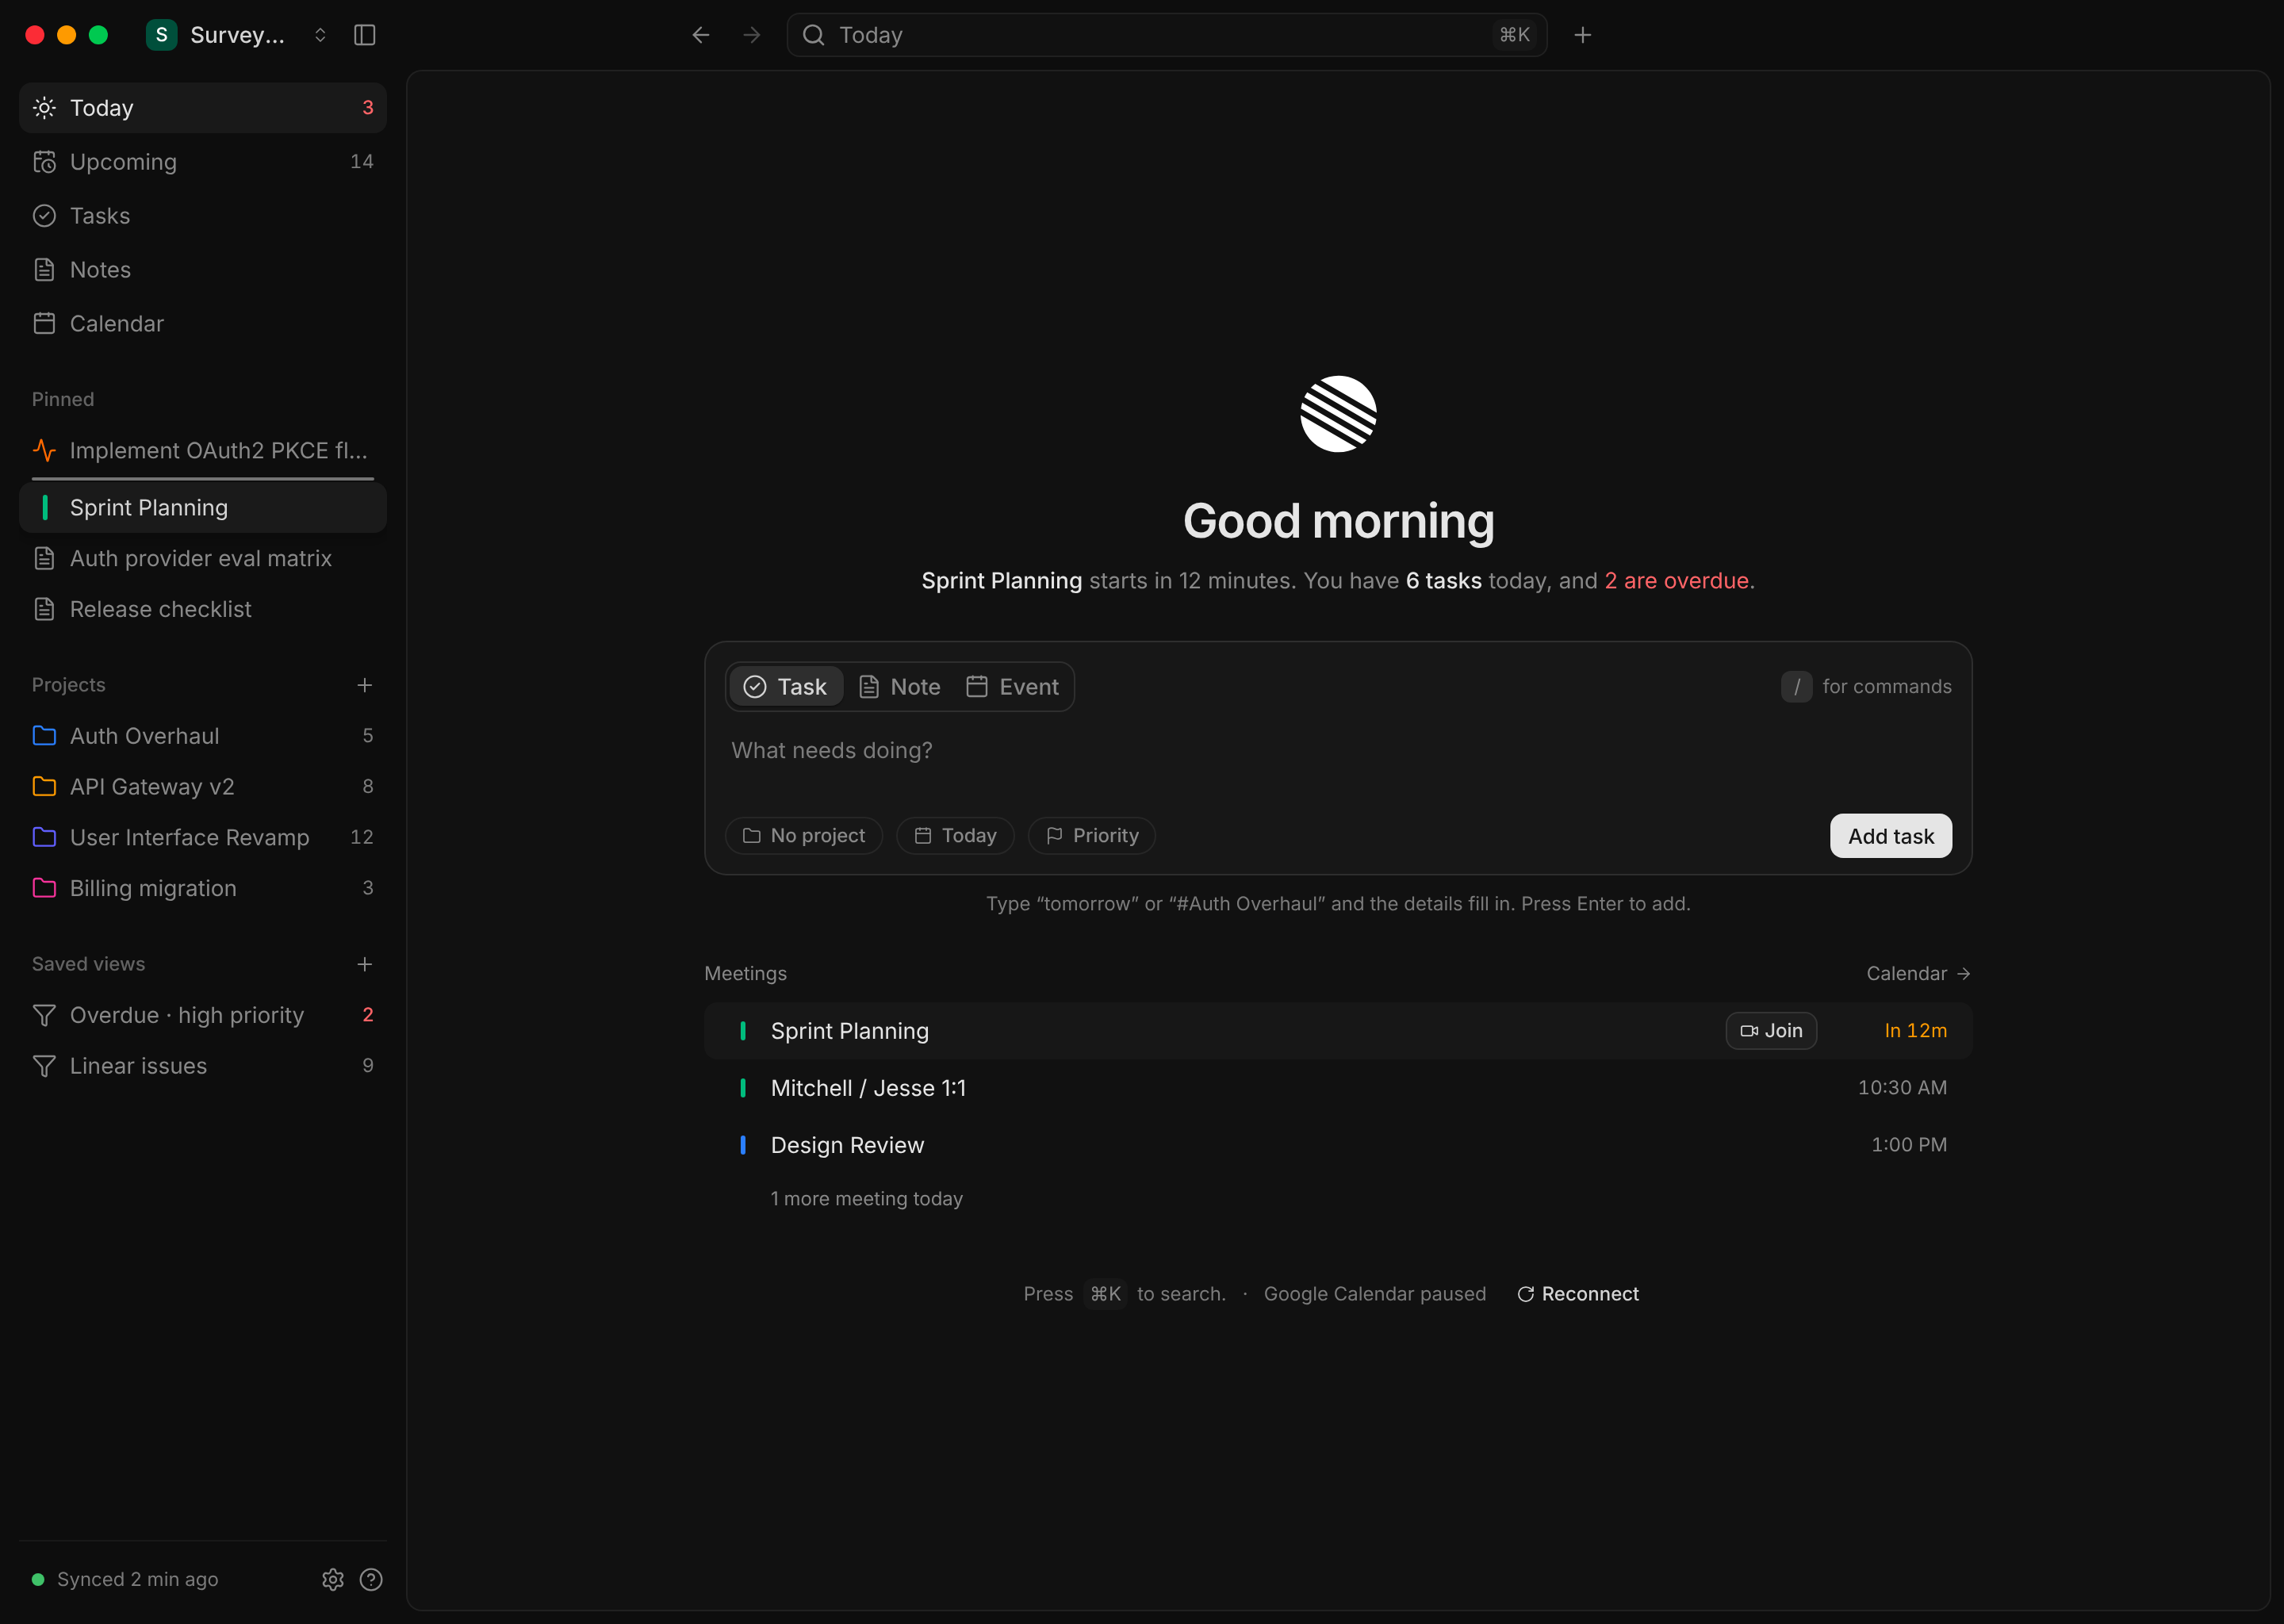 S Survey...
Today ⌘K
Today 3
Upcoming 14
Tasks
Notes
Calendar
Pinned
Implement OAuth2 PKCE fl...
Sprint Planning
Auth provider eval matrix
Release checklist
Projects
Auth Overhaul 5
API Gateway v2 8
User Interface Revamp 12
Billing migration 3
Saved views
Overdue · high priority 2
Linear issues 9
Synced 2 min ago
Good morning
Sprint Planning starts in 12 minutes. You have 6 tasks today, and 2 are overdue.
Task Note Event / for commands
What needs doing?
No project Today Priority Add task
Type “tomorrow” or “#Auth Overhaul” and the details fill in. Press Enter to add.
Meetings Calendar →
Sprint Planning Join In 12m
Mitchell / Jesse 1:1 10:30 AM
Design Review 1:00 PM
1 more meeting today
Press ⌘K to search. · Google Calendar paused Reconnect